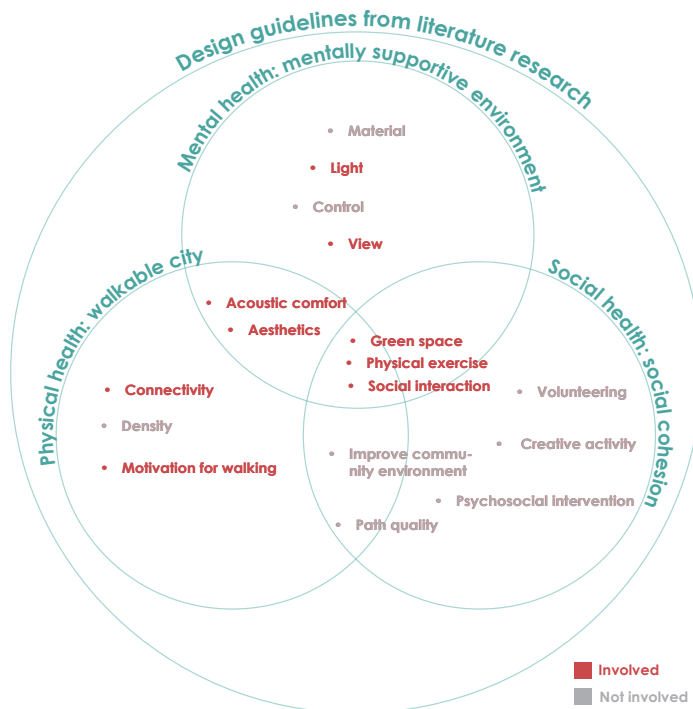 Design guidelines from literature research
Mental health: mentally supportive environment
• Material
• Light
• Control
• View
Physical health: walkable city
Social health: social cohesion
• Acoustic comfort
• Aesthetics
• Green space
• Physical exercise
• Social interaction
• Connectivity
• Density
• Motivation for walking
• Volunteering
• Creative activity
• Improve commu-
nity environment
• Psychosocial intervention
• Path quality
Involved
Not involved